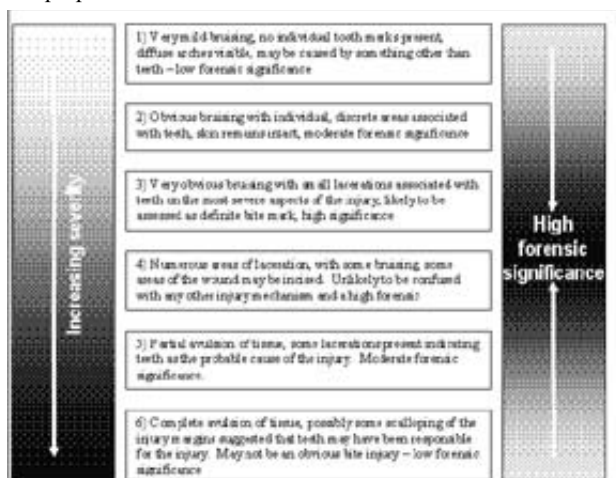 1) Very mild bruising, no individual tooth marks present,
diffuse arches visible, may be caused by something other than
teeth – low forensic significance
2) Obvious bruising with individual, discrete areas associated
with teeth, skin remains intact, moderate forensic significance
3) Very obvious bruising with small lacerations associated with
teeth on the most severe aspects of the injury, likely to be
assessed as definite bite mark, high significance
4) Numerous areas of laceration, with some bruising, some
areas of the wound may be incised. Unlikely to be confused
with any other injury mechanism and a high forensic
5) Partial avulsion of tissue, some lacerations present indicating
teeth as the probable cause of the injury. Moderate forensic
significance.
6) Complete avulsion of tissue, possibly some scalloping of the
injury margins suggested that teeth may have been responsible
for the injury. May not be an obvious bite injury – low forensic
significance
Increasing severity
High
forensic
significance